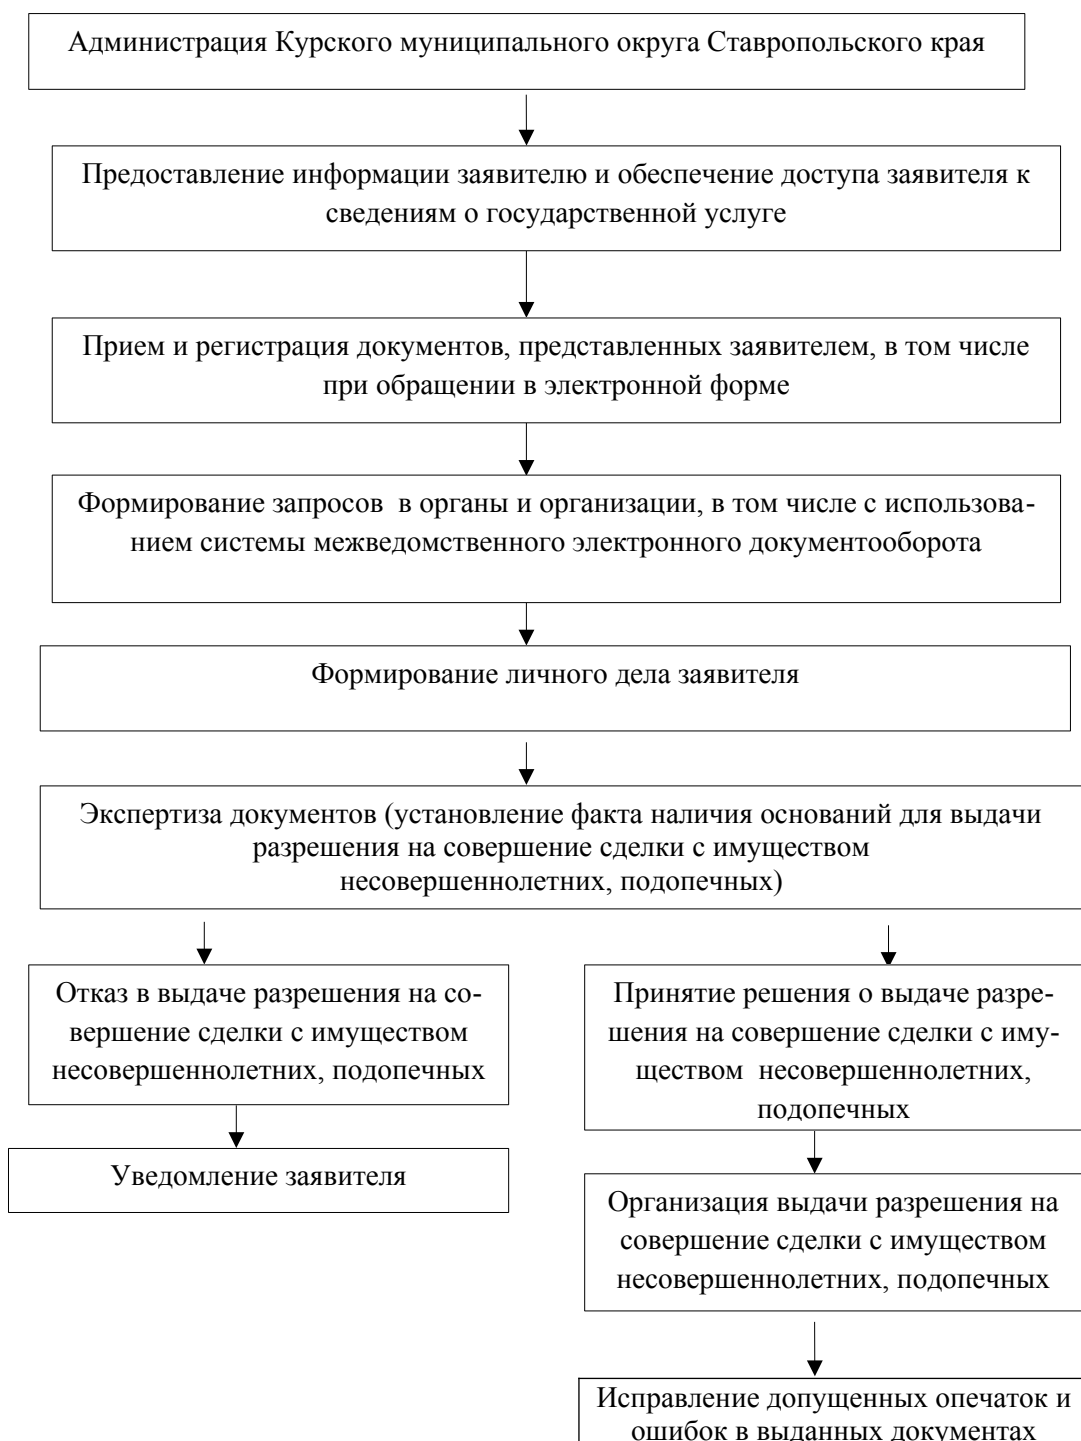 Администрация Курского муниципального округа Ставропольского края
Предоставление информации заявителю и обеспечение доступа заявителя к
сведениям о государственной услуге
Прием и регистрация документов, представленных заявителем, в том числе
при обращении в электронной форме
Формирование запросов  в органы и организации, в том числе с использова-
нием системы межведомственного электронного документооборота
Формирование личного дела заявителя
Экспертиза документов (установление факта наличия оснований для выдачи
разрешения на совершение сделки с имуществом
несовершеннолетних, подопечных)
Отказ в выдаче разрешения на со-
вершение сделки с имуществом
несовершеннолетних, подопечных
Уведомление заявителя
Принятие решения о выдаче разре-
шения на совершение сделки с иму-
ществом  несовершеннолетних,
подопечных
Организация выдачи разрешения на
совершение сделки с имуществом
несовершеннолетних, подопечных
Исправление допущенных опечаток и
ошибок в выданных документах